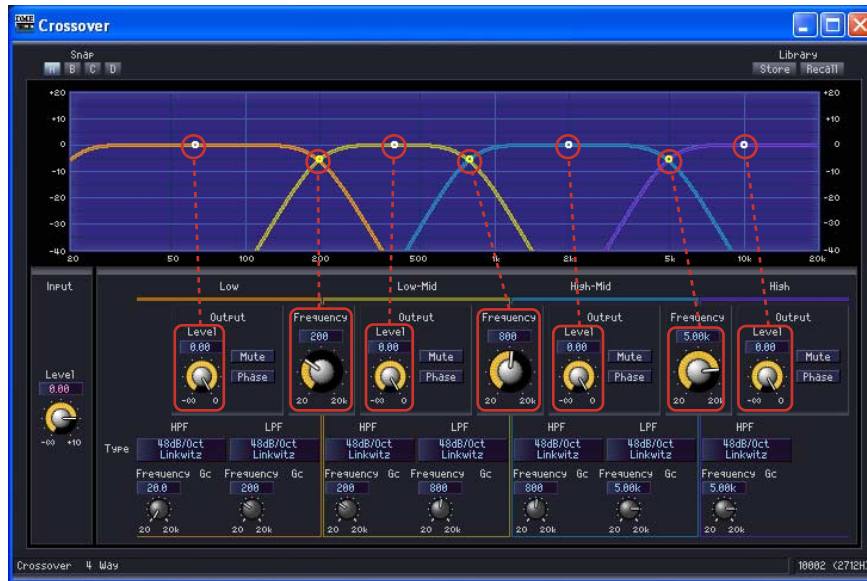 DME Crossover
Snap
A B C D
Library
Store Recall
+20 +20
+10 +10
0 0
-10 -10
-20 -20
-30 -30
-40 -40
20 50 100 200 500 1k 2k 5k 10k 20k
Input Low Low-Mid High-Mid High
Output Frequency Output Frequency Output Frequency Output
Level Level Level Level
0.00 200 0.00 800 0.00 5.00k 0.00
Mute Mute Mute Mute
Phase Phase Phase Phase
Level
0.00
-∞ 0 20 20k -∞ 0 20 20k -∞ 0 20 20k -∞ 0
-∞ +10
HPF LPF HPF LPF HPF LPF HPF
Type 48dB/Oct 48dB/Oct 48dB/Oct 48dB/Oct 48dB/Oct 48dB/Oct 48dB/Oct
Linkwitz Linkwitz Linkwitz Linkwitz Linkwitz Linkwitz Linkwitz
Frequency Gc Frequency Gc Frequency Gc Frequency Gc Frequency Gc Frequency Gc Frequency Gc
20.0 200 200 800 800 5.00k 5.00k
20 20k 20 20k 20 20k 20 20k 20 20k 20 20k 20 20k
Crossover 4 Way